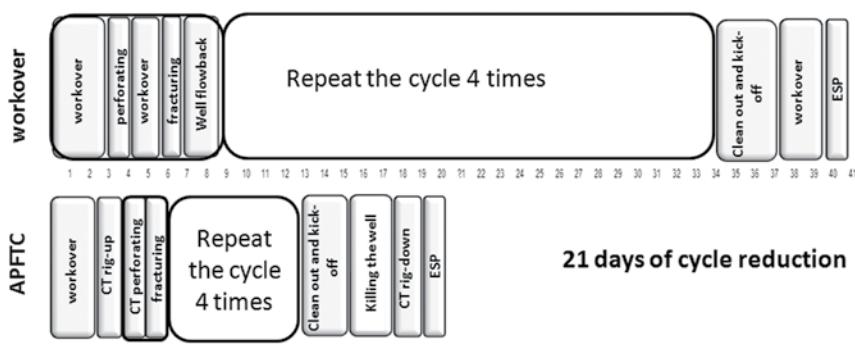 workover
workover
perforating
workover
fracturing
Well flowback
Repeat the cycle 4 times
Clean out and kick-
off
workover
ESP
1 2 3 4 5 6 7 8 9 10 11 12 13 14 15 16 17 18 19 20 21 22 23 24 25 26 27 28 29 30 31 32 33 34 35 36 37 38 39 40 41
APFTC
workover
CT rig-up
CT perforating
fracturing
Repeat
the cycle
4 times
Clean out and kick-
off
Killing the well
CT rig-down
ESP
21 days of cycle reduction